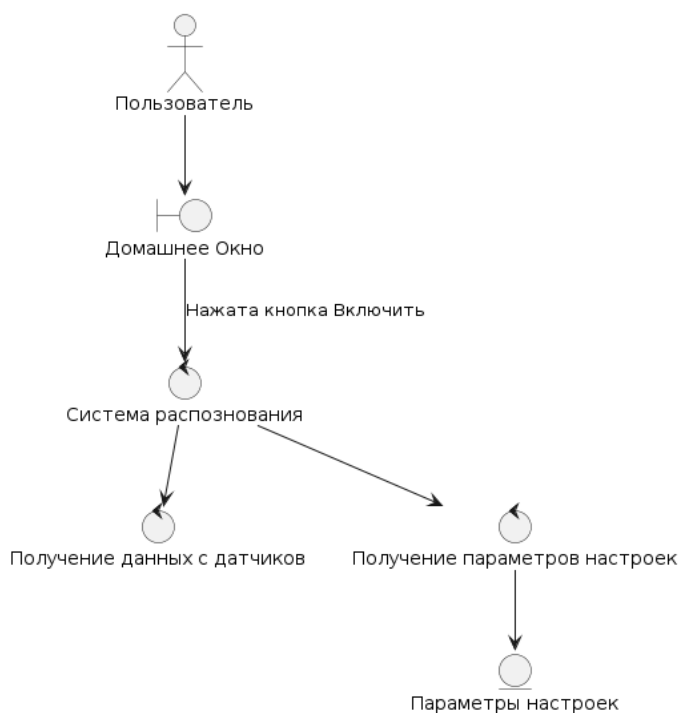 Пользователь
Домашнее Окно
Нажата кнопка Включить
Система распознования
Получение данных с датчиков
Получение параметров настроек
Параметры настроек